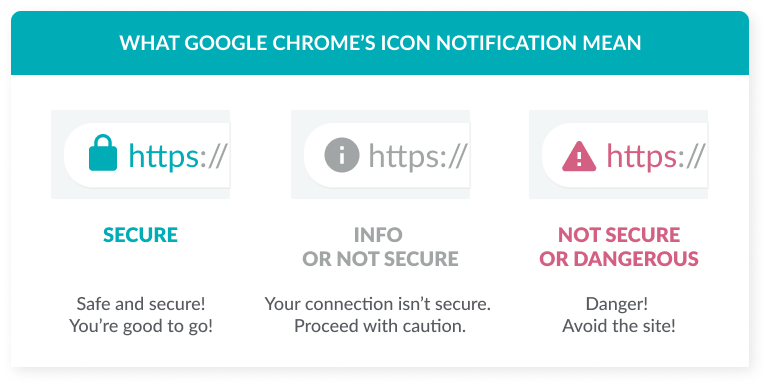 WHAT GOOGLE CHROME'S ICON NOTIFICATION MEAN
https://
https://
https://
SECURE
INFO
OR NOT SECURE
NOT SECURE
OR DANGEROUS
Safe and secure!
You're good to go!
Your connection isn't secure.
Proceed with caution.
Danger!
Avoid the site!